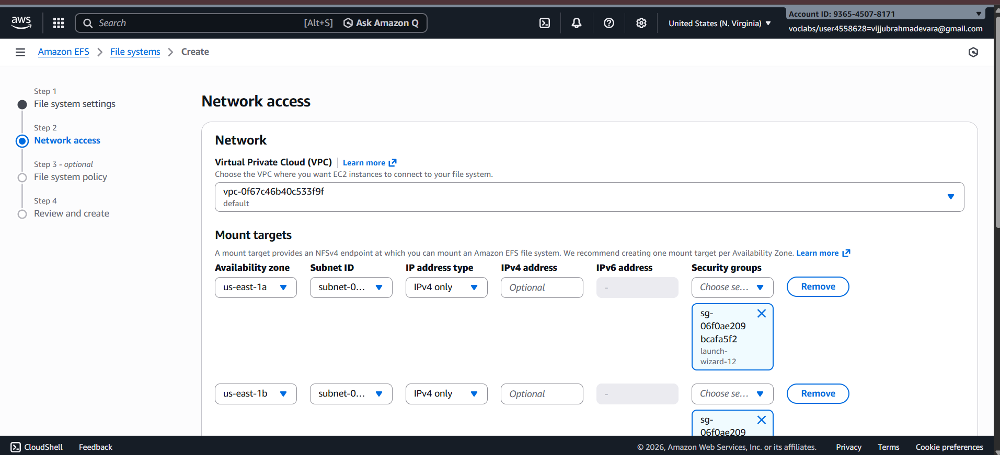 aws
Search
[Alt+S]
Ask Amazon Q
United States (N. Virginia)
Account ID: 9365-4507-8171
voclabs/user4558628=vijjubrahmadevara@gmail.com
Amazon EFS
File systems
Create
Step 1
File system settings
Step 2
Network access
Step 3 - optional
File system policy
Step 4
Review and create
Network access
Network
Virtual Private Cloud (VPC)
Learn more
Choose the VPC where you want EC2 instances to connect to your file system.
vpc-0f67c46b40c533f9f
default
Mount targets
A mount target provides an NFSv4 endpoint at which you can mount an Amazon EFS file system. We recommend creating one mount target per Availability Zone. Learn more
Availability zone
Subnet ID
IP address type
IPv4 address
IPv6 address
Security groups
us-east-1a
subnet-0...
IPv4 only
Optional
-
Choose se...
Remove
sg-
06f0ae209
bcafa5f2
launch-
wizard-12
us-east-1b
subnet-0...
IPv4 only
Optional
-
Choose se...
Remove
sg-
06f0ae209
CloudShell
Feedback
© 2026, Amazon Web Services, Inc. or its affiliates.
Privacy
Terms
Cookie preferences